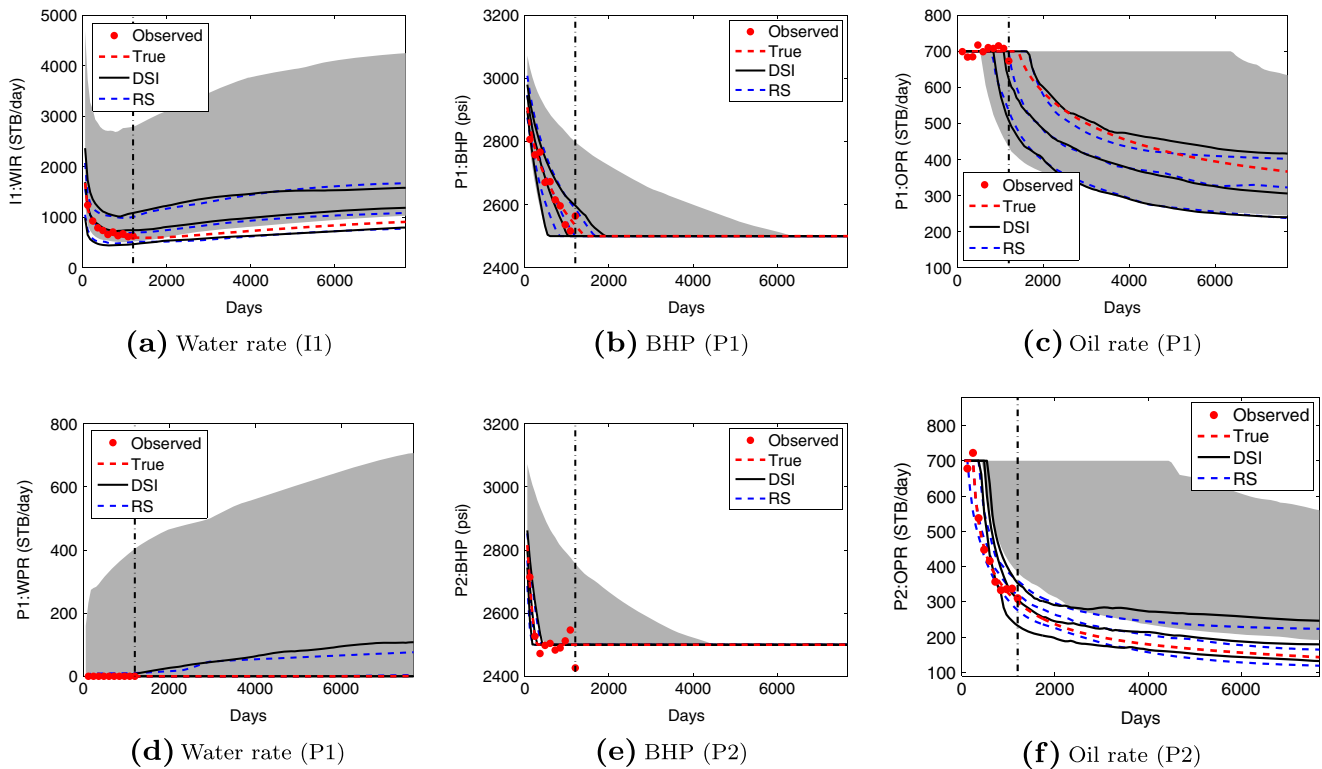 5000
4000
3000
2000
1000
0
I1:WIR (STB/day)
Observed
True
DSI
RS
0 2000 4000 6000
Days
(a) Water rate (I1)
3200
3000
2800
2600
2400
P1:BHP (psi)
Observed
True
DSI
RS
0 2000 4000 6000
Days
(b) BHP (P1)
800
700
600
500
400
300
200
100
P1:OPR (STB/day)
Observed
True
DSI
RS
0 2000 4000 6000
Days
(c) Oil rate (P1)
800
600
400
200
0
P1:WPR (STB/day)
Observed
True
DSI
RS
0 2000 4000 6000
Days
(d) Water rate (P1)
3200
3000
2800
2600
2400
P2:BHP (psi)
Observed
True
DSI
RS
0 2000 4000 6000
Days
(e) BHP (P2)
800
700
600
500
400
300
200
100
P2:OPR (STB/day)
Observed
True
DSI
RS
0 2000 4000 6000
Days
(f) Oil rate (P2)